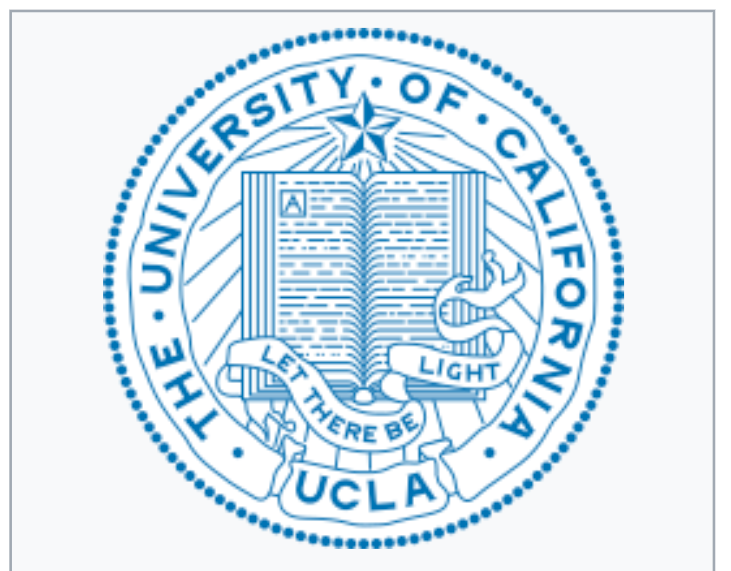 THE · UNIVERSITY · OF · CALIFORNIA
A
LET THERE BE
LIGHT
UCLA